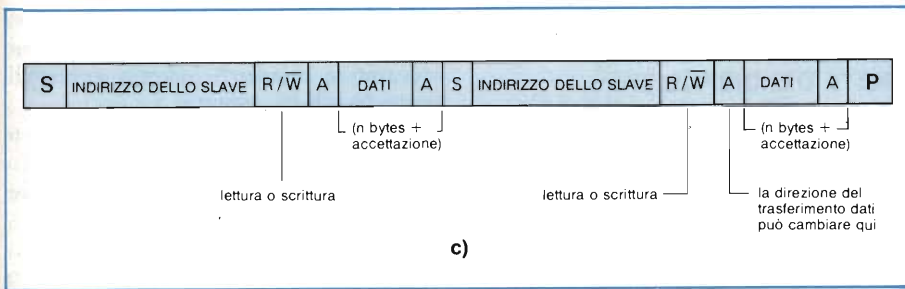 S INDIRIZZO DELLO SLAVE R/W̅ A DATI A S INDIRIZZO DELLO SLAVE R/W̅ A DATI A P
(n bytes +
accettazione)
(n bytes +
accettazione)
lettura o scrittura
lettura o scrittura
la direzione del
trasferimento dati
può cambiare qui
c)